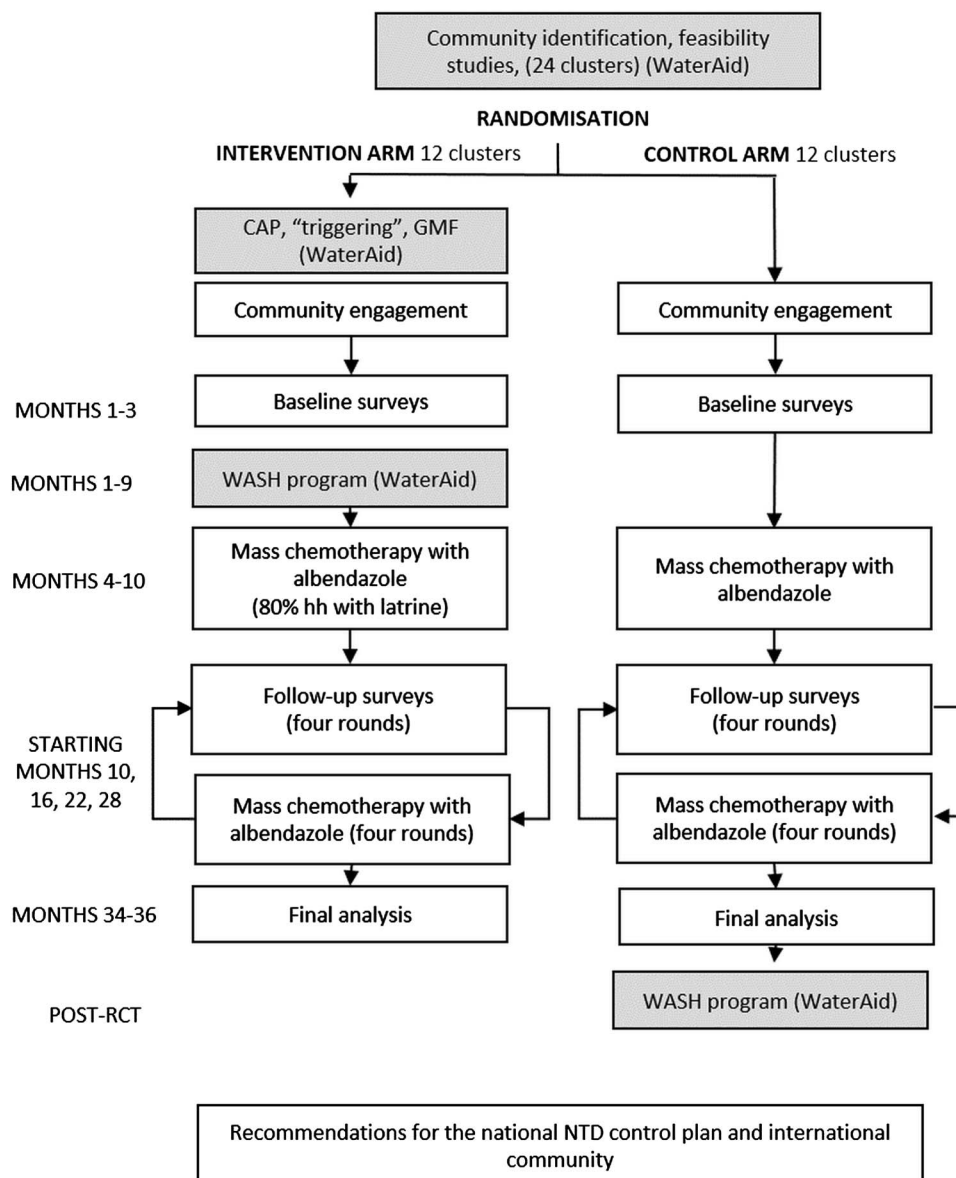 Community identification, feasibility
studies, (24 clusters) (WaterAid)
RANDOMISATION
INTERVENTION ARM 12 clusters
CONTROL ARM 12 clusters
CAP, “triggering”, GMF
(WaterAid)
Community engagement
Community engagement
MONTHS 1-3
Baseline surveys
Baseline surveys
MONTHS 1-9
WASH program (WaterAid)
MONTHS 4-10
Mass chemotherapy with
albendazole
(80% hh with latrine)
Mass chemotherapy with
albendazole
STARTING
MONTHS 10,
16, 22, 28
Follow-up surveys
(four rounds)
Follow-up surveys
(four rounds)
Mass chemotherapy with
albendazole (four rounds)
Mass chemotherapy with
albendazole (four rounds)
MONTHS 34-36
Final analysis
Final analysis
POST-RCT
WASH program (WaterAid)
Recommendations for the national NTD control plan and international
community